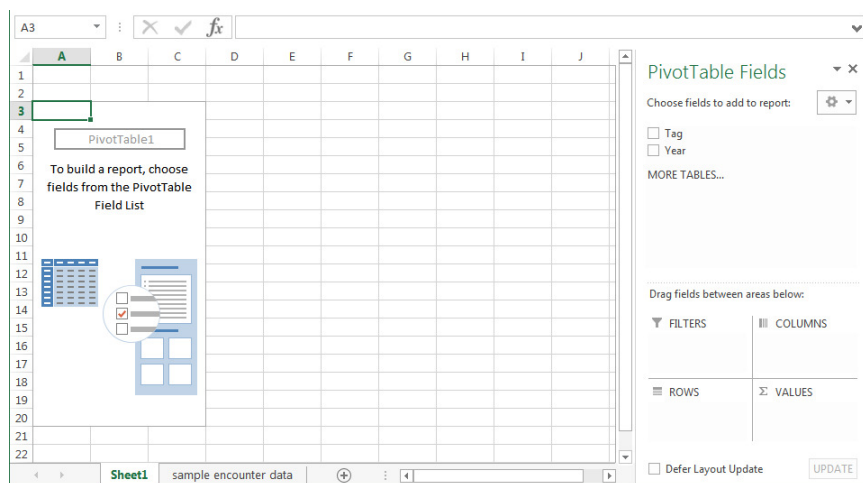 A3
fx
A B C D E F G H I J
1
2
3
4
5
6
7
8
9
10
11
12
13
14
15
16
17
18
19
20
21
22
PivotTable1
To build a report, choose
fields from the PivotTable
Field List
Sheet1 sample encounter data
PivotTable Fields
Choose fields to add to report:
Tag
Year
MORE TABLES...
Drag fields between areas below:
FILTERS
COLUMNS
ROWS
Σ VALUES
Defer Layout Update
UPDATE